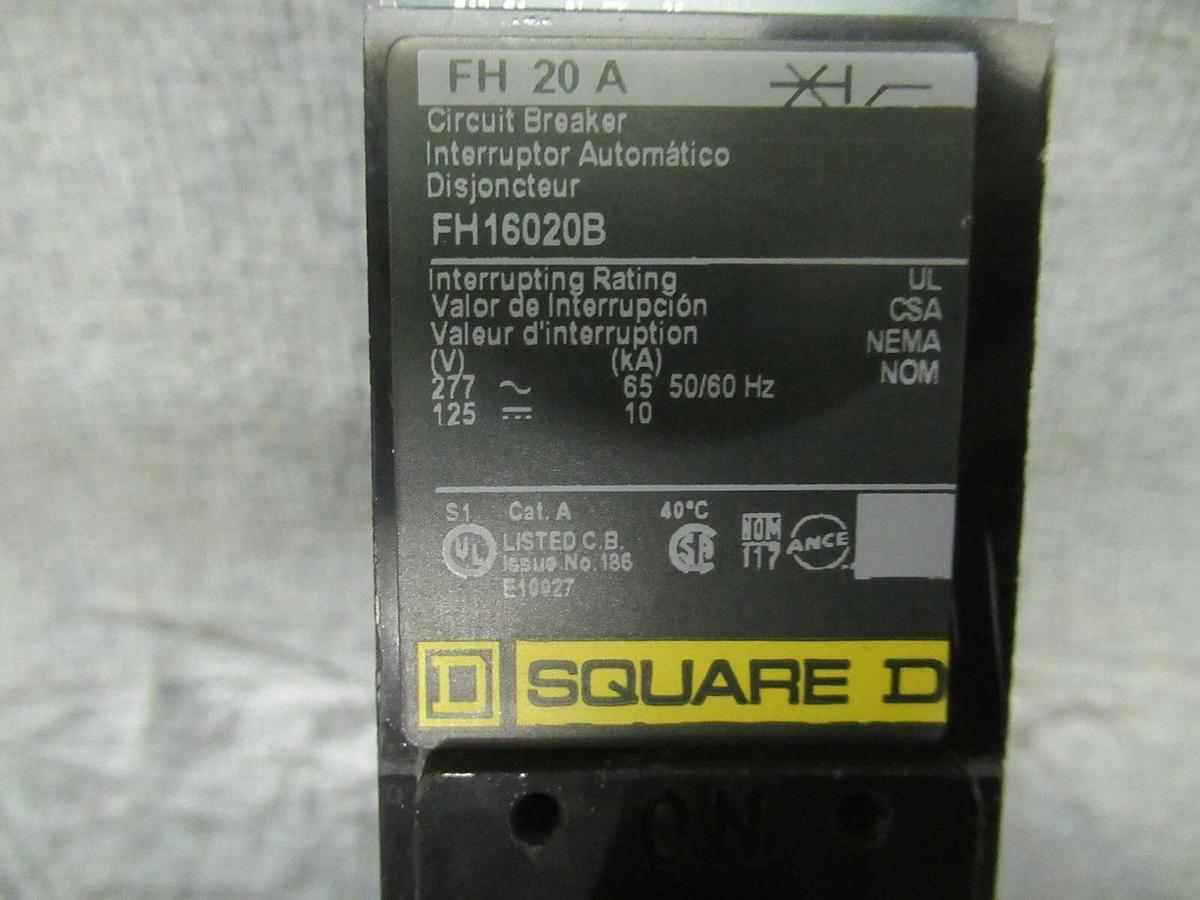 FH 20 A
Circuit Breaker
Interruptor Automático
Disjoncteur
FH16020B
Interrupting Rating UL
Valor de Interrupción CSA
Valeur d'interruption NEMA
(V) (kA) NOM
277 ~ 65 50/60 Hz
125 ⎓ 10
S1 Cat. A 40°C
UL LISTED C.B. SA NOM ANCE
Issue No. 186 117
E10027
D SQUARE D
ON